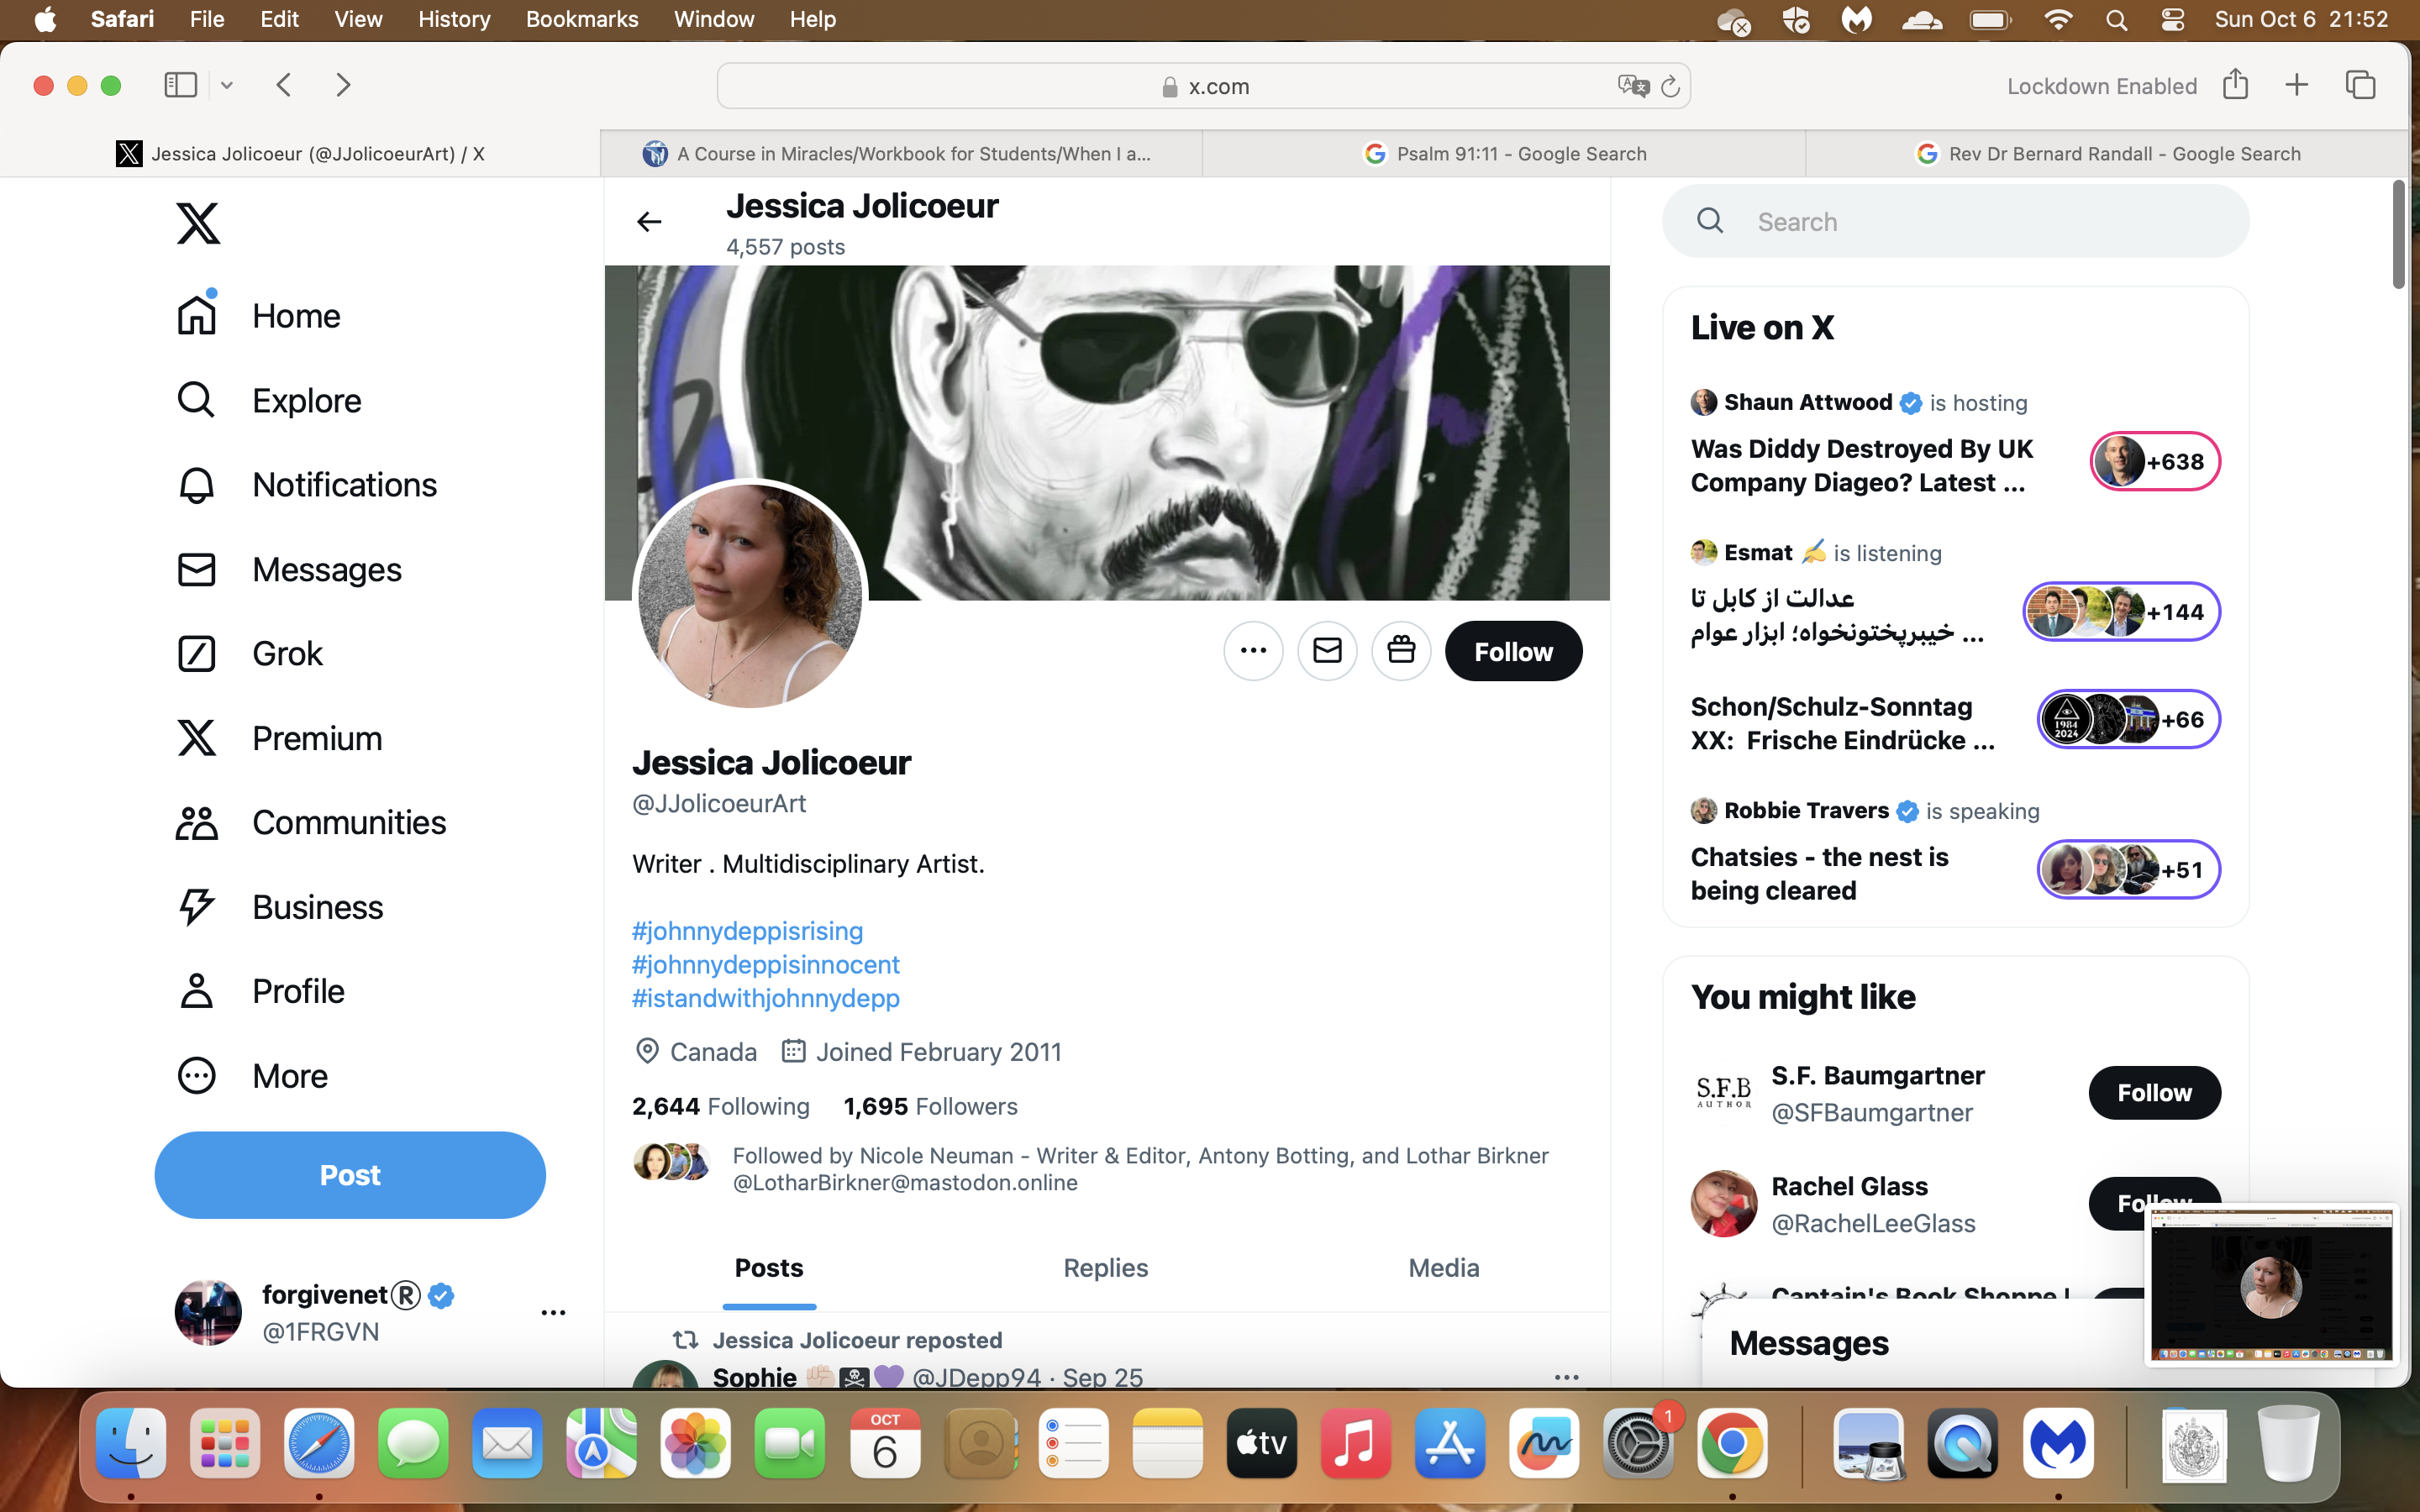 Safari File Edit View History Bookmarks Window Help
Sun Oct 6 21:52
x.com
Lockdown Enabled
Jessica Jolicoeur (@JJolicoeurArt) / X
A Course in Miracles/Workbook for Students/When I a...
Psalm 91:11 - Google Search
Rev Dr Bernard Randall - Google Search
Home
Explore
Notifications
Messages
Grok
Premium
Communities
Business
Profile
More
Post
forgivenet®
@1FRGVN
Jessica Jolicoeur
4,557 posts
Follow
Jessica Jolicoeur
@JJolicoeurArt
Writer . Multidisciplinary Artist.
#johnnydeppisrising
#johnnydeppisinnocent
#istandwithjohnnydepp
Canada Joined February 2011
2,644 Following 1,695 Followers
Followed by Nicole Neuman - Writer & Editor, Antony Botting, and Lothar Birkner
@LotharBirkner@mastodon.online
Posts Replies Media
Jessica Jolicoeur reposted
Sophie ✊🏻🏴‍☠️💜 @JDepp94 · Sep 25
Search
Live on X
Shaun Attwood is hosting
Was Diddy Destroyed By UK
Company Diageo? Latest ...
+638
Esmat ✍️ is listening
عدالت از کابل تا
خیبرپختونخواه؛ ابزار عوام ...
+144
Schon/Schulz-Sonntag
XX: Frische Eindrücke ...
1984
2024
+66
Robbie Travers is speaking
Chatsies - the nest is
being cleared
+51
You might like
S.F.B
AUTHOR
S.F. Baumgartner
@SFBaumgartner
Follow
Rachel Glass
@RachelLeeGlass
Follow
Captain's Book Shoppe
Messages
OCT
6
tv
1